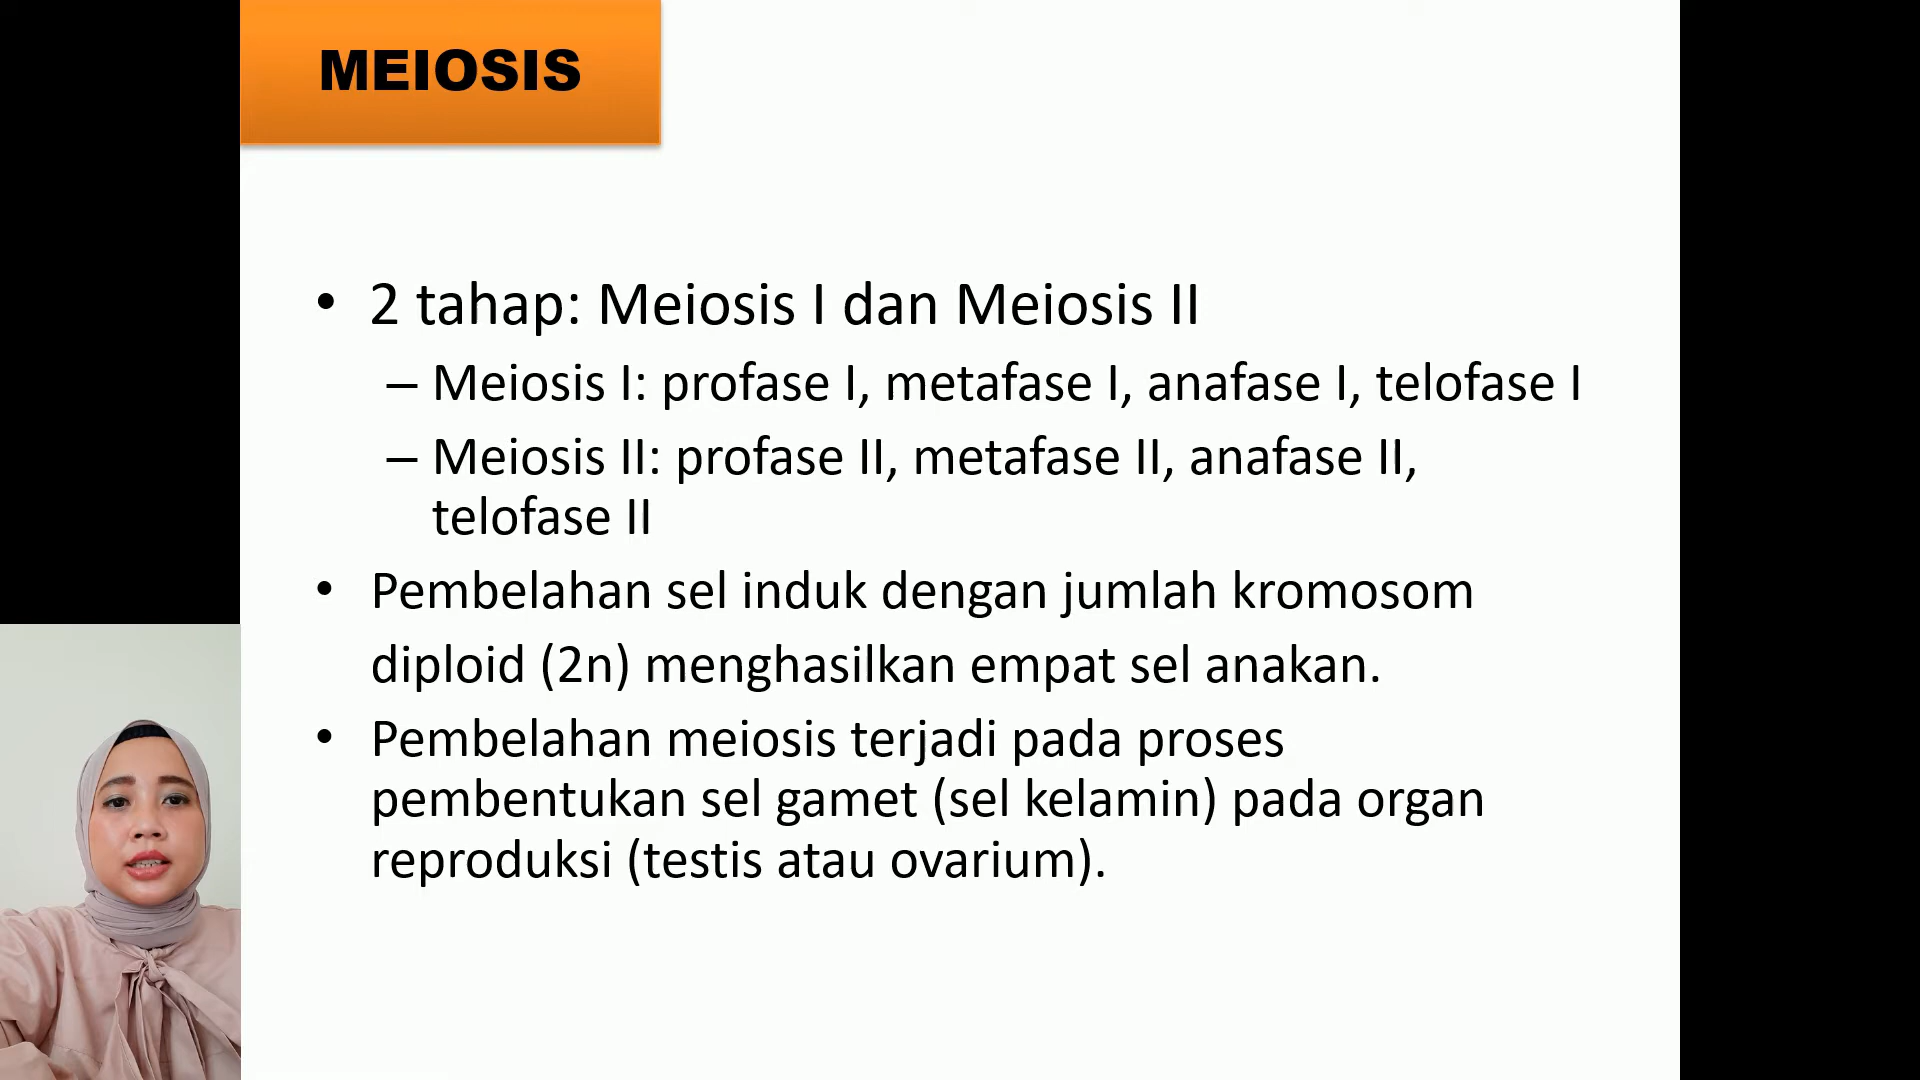 MEIOSIS
• 2 tahap: Meiosis I dan Meiosis II
– Meiosis I: profase I, metafase I, anafase I, telofase I
– Meiosis II: profase II, metafase II, anafase II,
telofase II
• Pembelahan sel induk dengan jumlah kromosom
diploid (2n) menghasilkan empat sel anakan.
• Pembelahan meiosis terjadi pada proses
pembentukan sel gamet (sel kelamin) pada organ
reproduksi (testis atau ovarium).